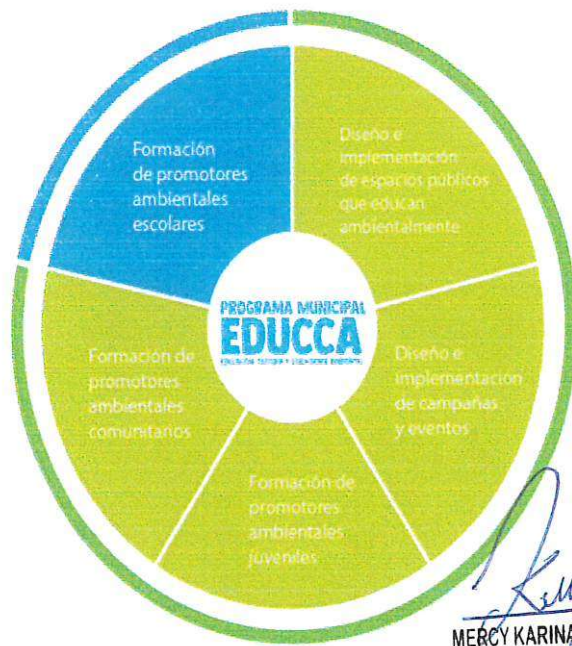 Formación
de promotores
ambientales
escolares
Diseño e
implementación
de espacios públicos
que educan
ambientalmente
PROGRAMA MUNICIPAL
EDUCCA
Formación de
promotores
ambientales
comunitarios
Diseño e
implementación
de campañas
y eventos
Formación de
promotores
ambientales
juveniles
MERCY KARINA